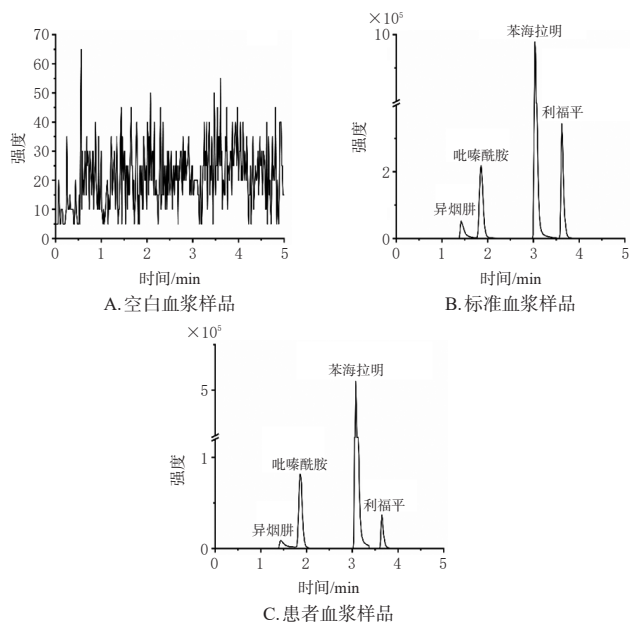 70
60
50
40
30
20
10
0
强度
0 1 2 3 4 5
时间/min
A.空白血浆样品
×10⁵
10
2
0
强度
苯海拉明
利福平
吡嗪酰胺
异烟肼
0 1 2 3 4 5
时间/min
B.标准血浆样品
×10⁵
5
1
0
强度
苯海拉明
吡嗪酰胺
利福平
异烟肼
0 1 2 3 4 5
时间/min
C.患者血浆样品